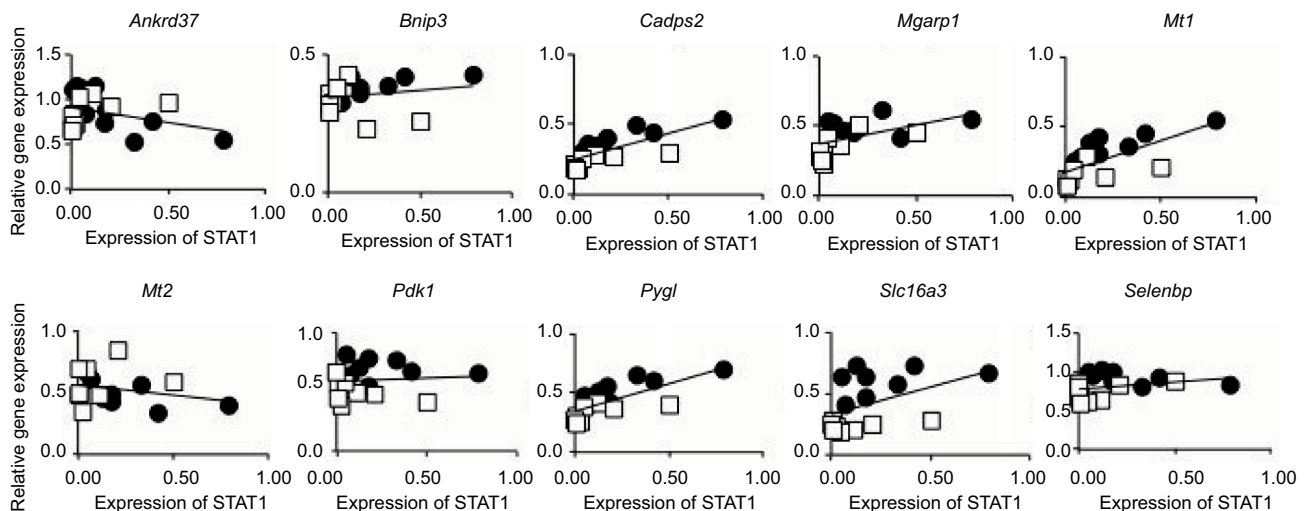 Ankrd37 Bnip3 Cadps2 Mgarp1 Mt1
Relative gene expression
1.5 0.5 1.0 1.0 1.0
1.0
0.5 0.5 0.5 0.5
0.0 0.0 0.0 0.0 0.0
0.00 0.50 1.00 0.00 0.50 1.00 0.00 0.50 1.00 0.00 0.50 1.00 0.00 0.50 1.00
Expression of STAT1 Expression of STAT1 Expression of STAT1 Expression of STAT1 Expression of STAT1
Mt2 Pdk1 Pygl Slc16a3 Selenbp
Relative gene expression
1.0 1.0 1.0 1.0 1.5
1.0
0.5 0.5 0.5 0.5 0.5
0.0 0.0 0.0 0.0 0.0
0.00 0.50 1.00 0.00 0.50 1.00 0.00 0.50 1.00 0.00 0.50 1.00 0.00 0.50 1.00
Expression of STAT1 Expression of STAT1 Expression of STAT1 Expression of STAT1 Expression of STAT1